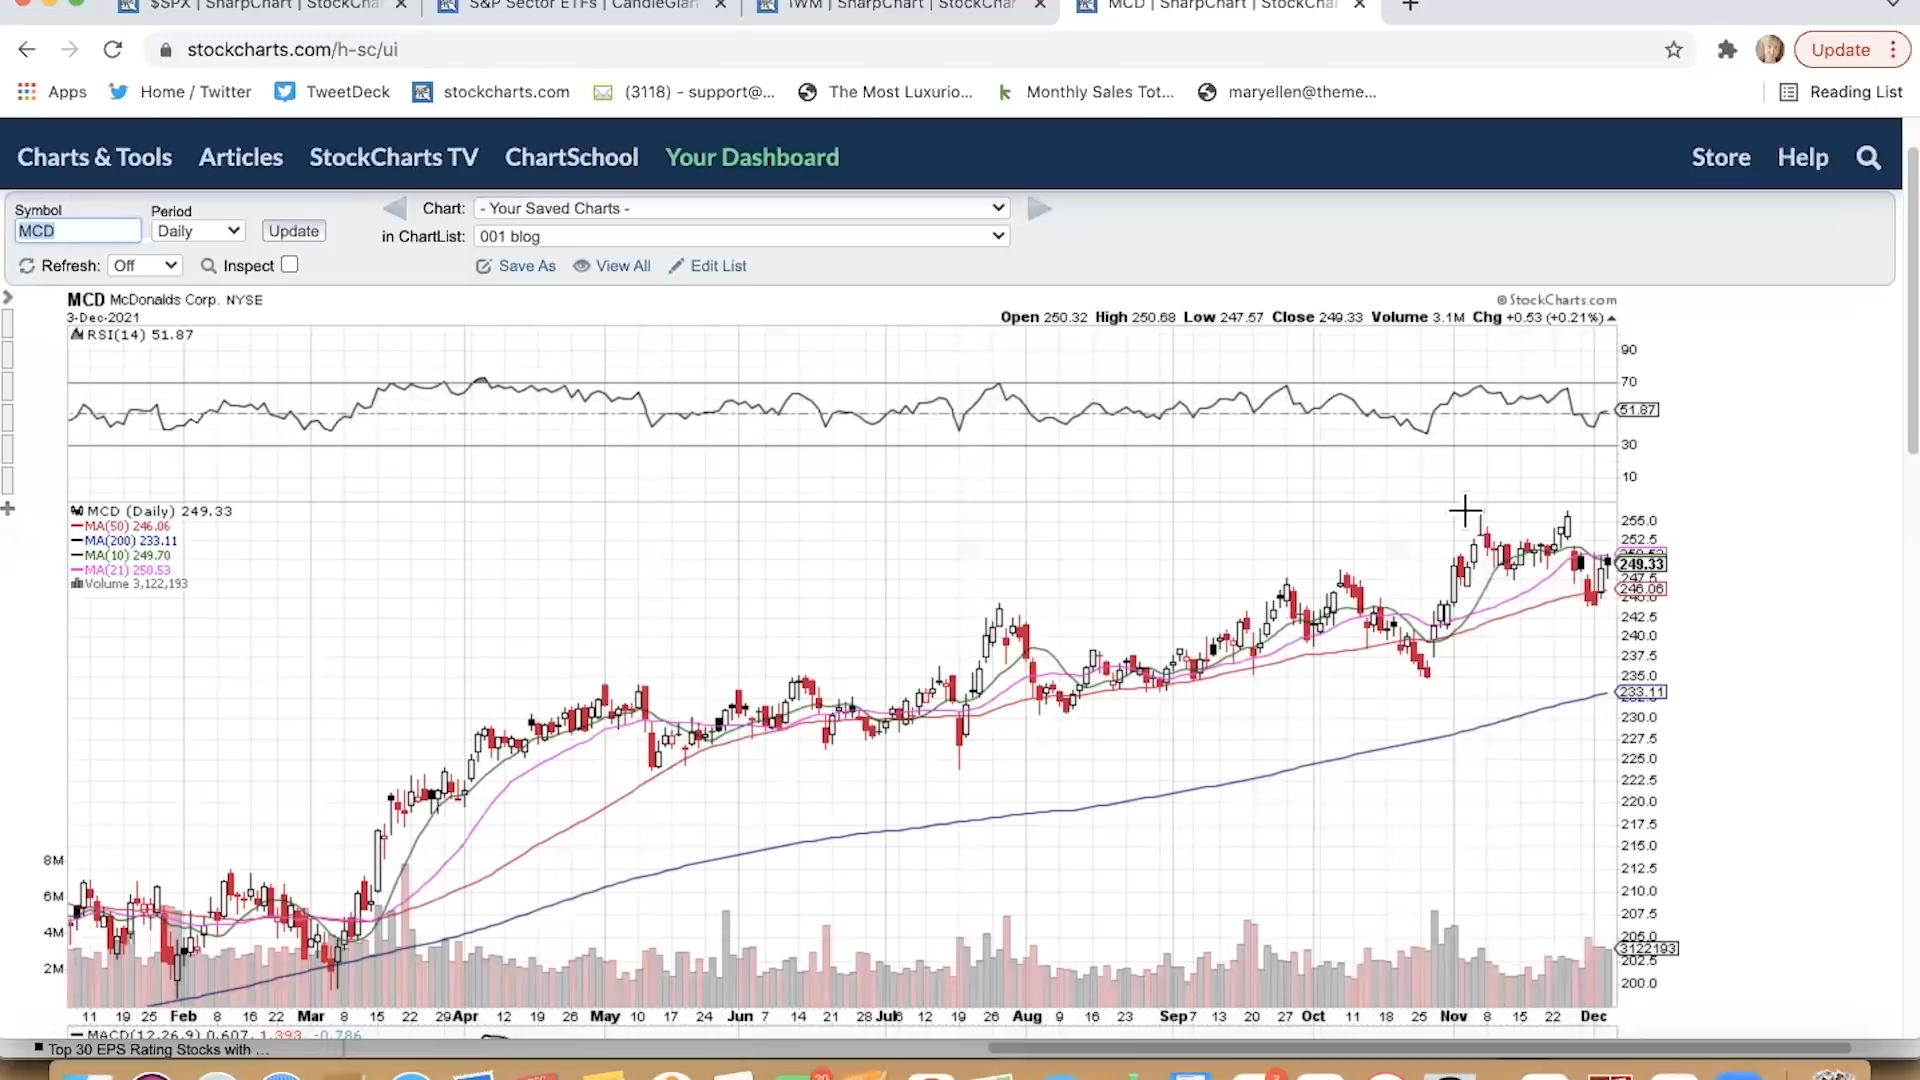 $SPX | SharpChart | StockChar
S&P Sector ETFs | CandleGlan
IWM | SharpChart | StockChar
MCD | SharpChart | StockChar
stockcharts.com/h-sc/ui
Update
Apps Home / Twitter TweetDeck stockcharts.com (3118) - support@... The Most Luxurio... Monthly Sales Tot... maryellen@theme... Reading List
Charts & Tools Articles StockCharts TV ChartSchool Your Dashboard Store Help
Symbol Period
MCD Daily Update
Chart: - Your Saved Charts -
in ChartList: 001 blog
Refresh: Off Inspect Save As View All Edit List
MCD McDonalds Corp. NYSE © StockCharts.com
3-Dec-2021 Open 250.32 High 250.68 Low 247.57 Close 249.33 Volume 3.1M Chg +0.53 (+0.21%)
RSI(14) 51.87
90
70
51.87
30
10
MCD (Daily) 249.33
MA(50) 246.06
MA(200) 233.11
MA(10) 249.70
MA(21) 250.53
Volume 3,122,193
255.0
252.5
249.33
247.5
246.06
242.5
240.0
237.5
235.0
233.11
230.0
227.5
225.0
222.5
220.0
217.5
215.0
212.5
210.0
207.5
205.0
3122193
202.5
200.0
8M
6M
4M
2M
11 19 25 Feb 8 16 22 Mar 8 15 22 29 Apr 12 19 26 May 10 17 24 Jun 7 14 21 28 Jul 12 19 26 Aug 9 16 23 Sep 7 13 20 27 Oct 11 18 25 Nov 8 15 22 Dec
MACD(12,26,9) 0.607, 1.393, -0.786
Top 30 EPS Rating Stocks with ...